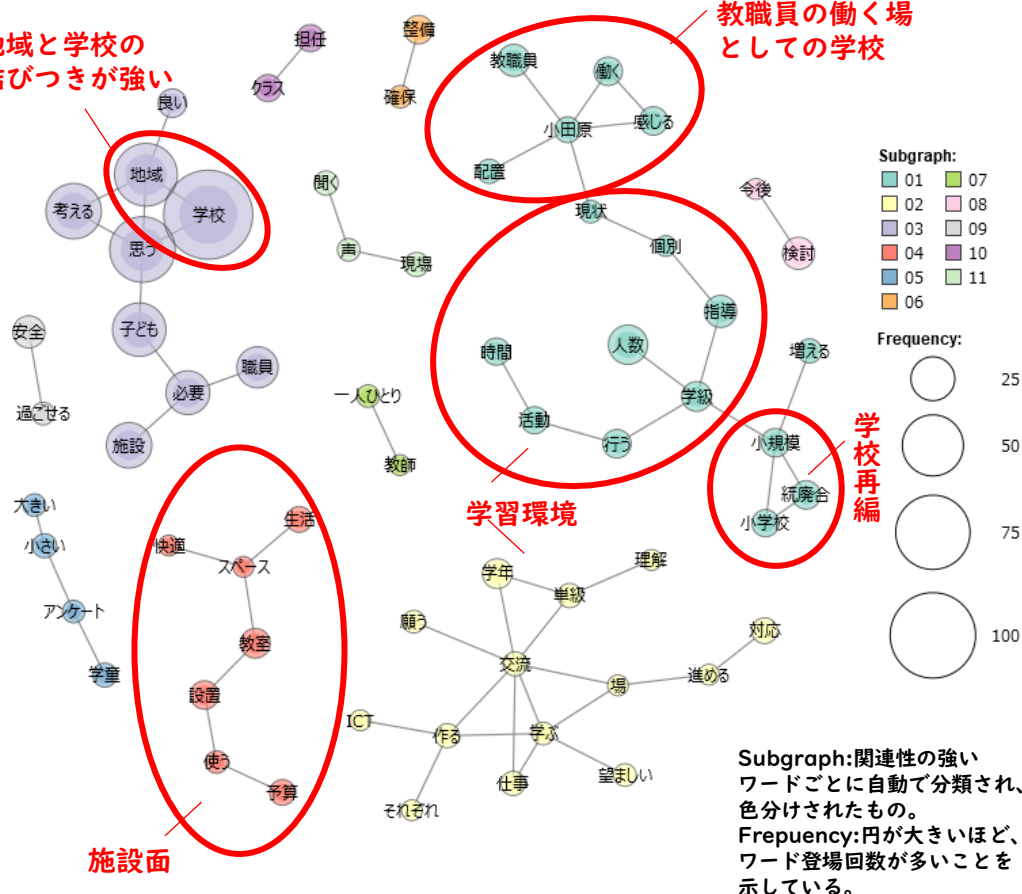 地域と学校の
結びつきが強い
教職員の働く場
としての学校
担任
クラス
整備
確保
教職員
働く
小田原
感じる
配置
良い
地域
学校
考える
思う
聞く
声
現場
現状
個別
指導
今後
検討
Subgraph:
01
02
03
04
05
06
07
08
09
10
11
Frequency:
25
50
75
100
安全
過ごせる
子ども
職員
必要
施設
一人ひとり
教師
時間
人数
活動
行う
学級
増える
小規模
統廃合
小学校
学校再編
学習環境
大きい
小さい
アンケート
学童
快適
生活
スペース
教室
設置
使う
予算
施設面
学年
単級
理解
願う
交流
対応
場
進める
ICT
作る
学ぶ
仕事
望ましい
それぞれ
Subgraph:関連性の強い
ワードごとに自動で分類され、
色分けされたもの。
Frepuency:円が大きいほど、
ワード登場回数が多いことを
示している。